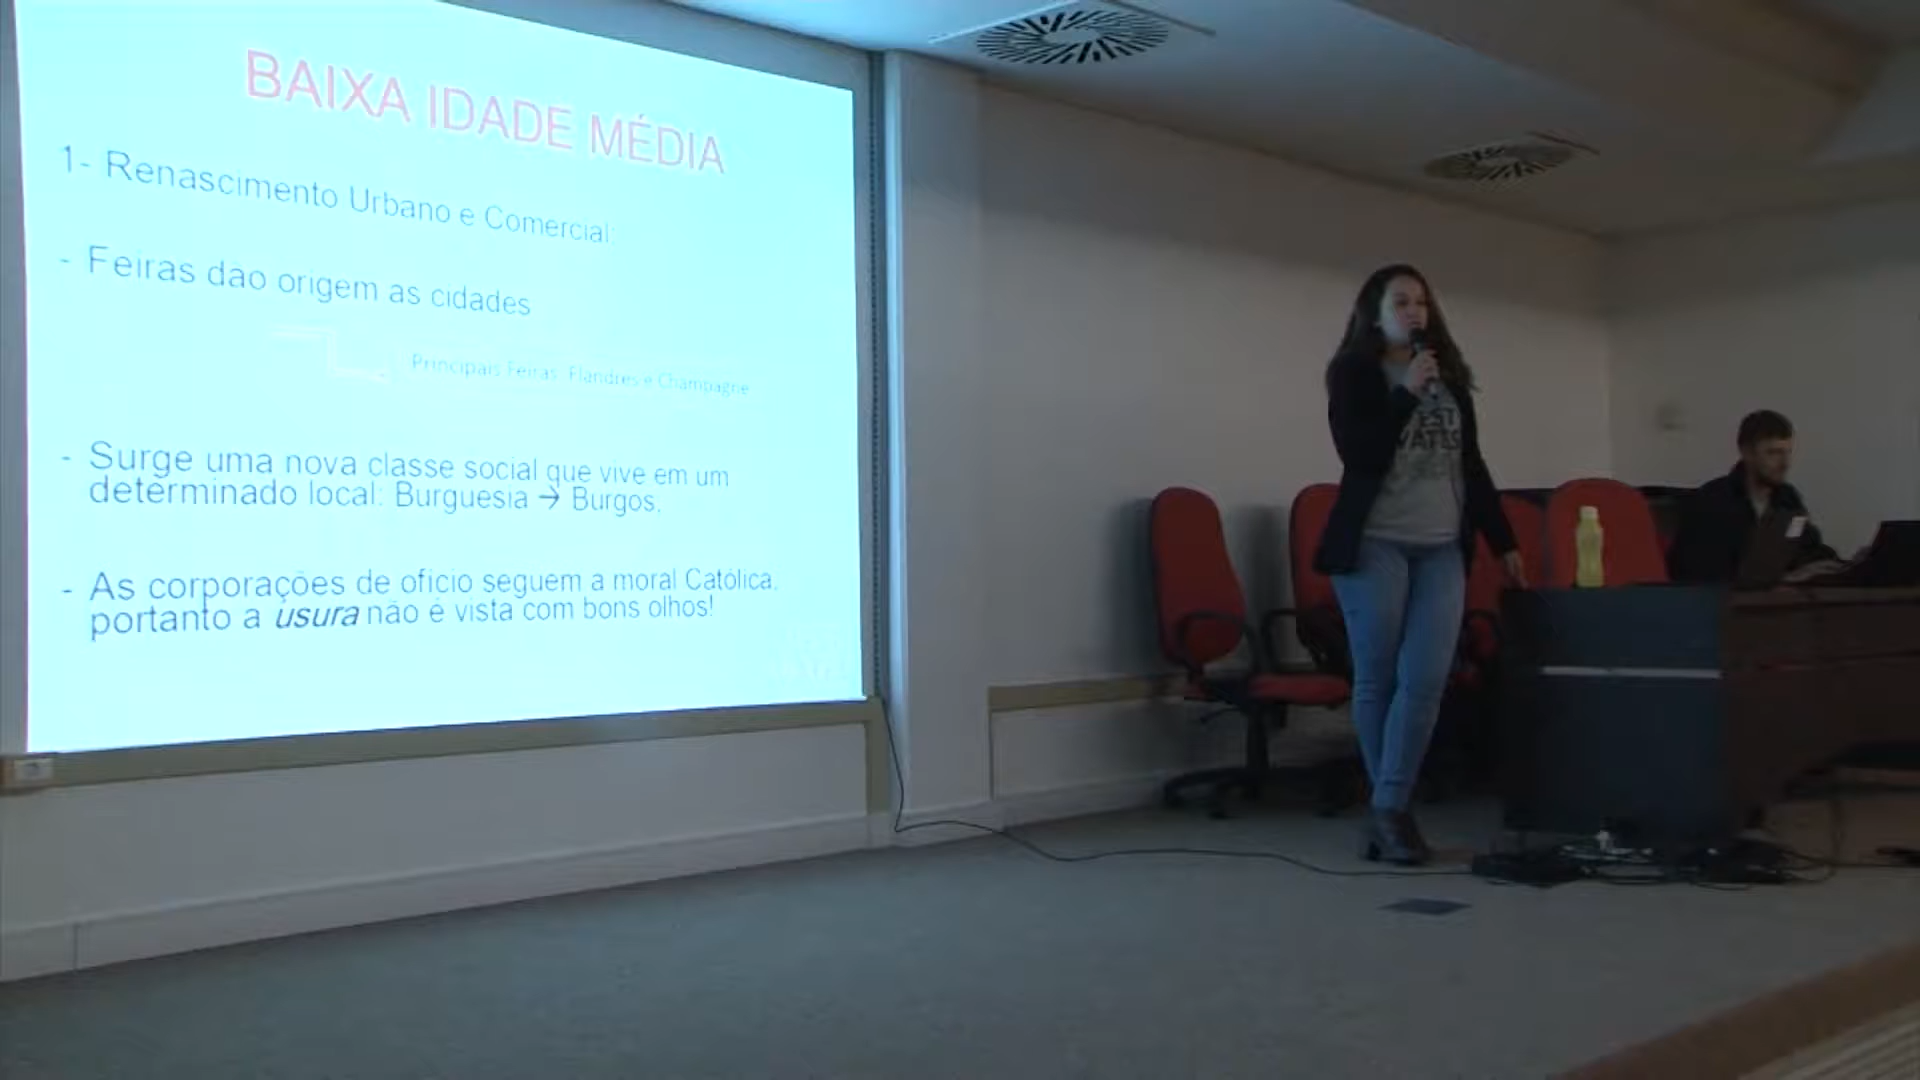 BAIXA IDADE MÉDIA
1- Renascimento Urbano e Comercial:
- Feiras dão origem as cidades
Principais Feiras: Flandres e Champagne
- Surge uma nova classe social que vive em um
determinado local: Burguesia → Burgos.
- As corporações de ofício seguem a moral Católica,
portanto a usura não é vista com bons olhos!